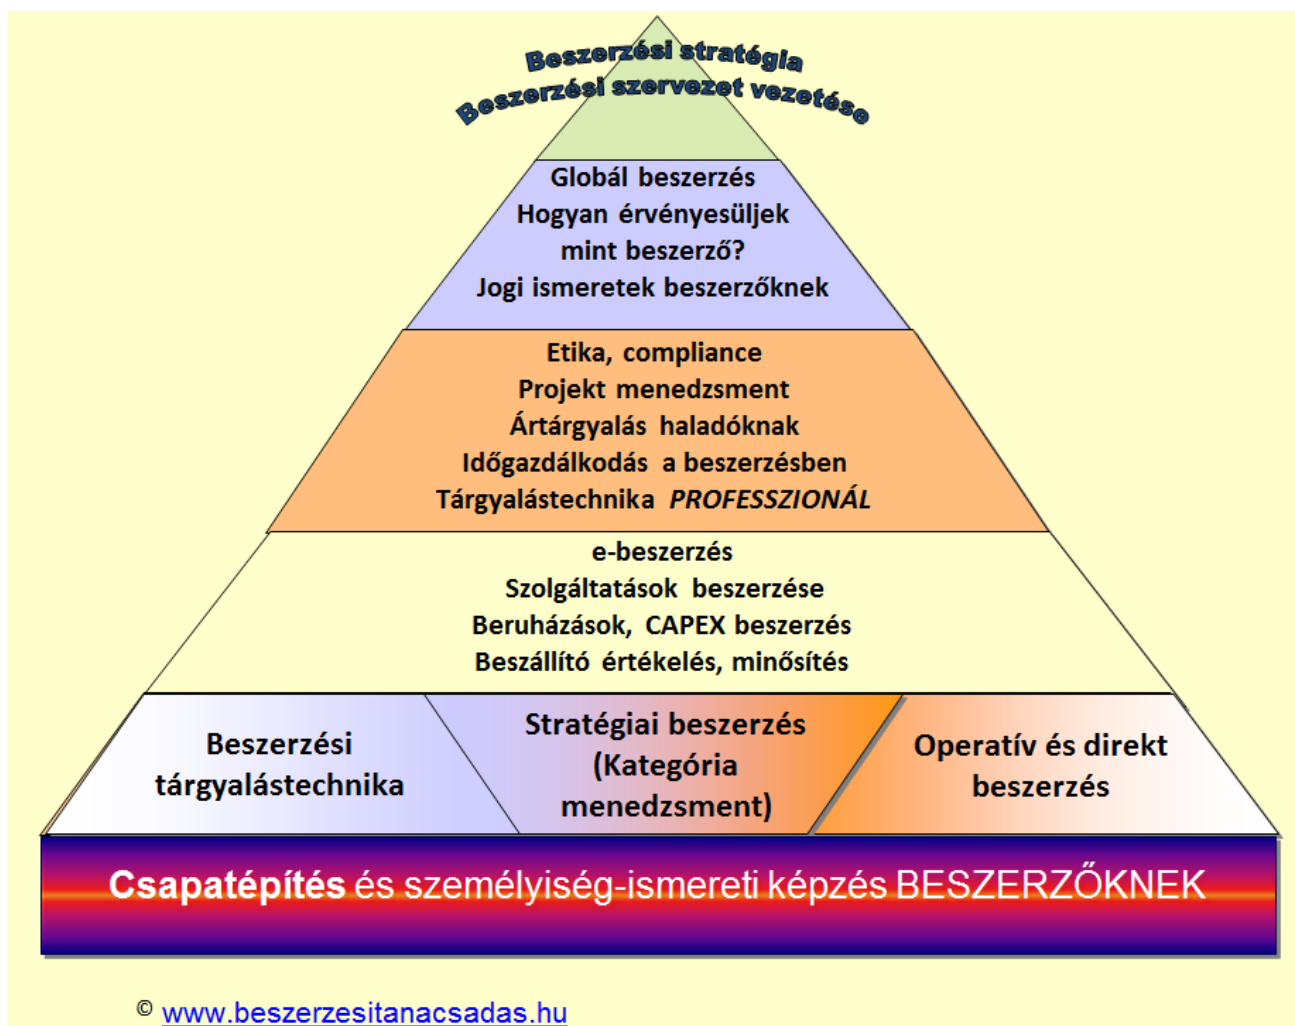 Beszerzési stratégia
Beszerzési szervezet vezetése
Globál beszerzés
Hogyan érvényesüljek
mint beszerző?
Jogi ismeretek beszerzőknek
Etika, compliance
Projekt menedzsment
Ártárgyalás haladóknak
Időgazdálkodás a beszerzésben
Tárgyalástechnika PROFESSZIONÁL
e-beszerzés
Szolgáltatások beszerzése
Beruházások, CAPEX beszerzés
Beszállító értékelés, minősítés
Beszerzési
tárgyalástechnika
Stratégiai beszerzés
(Kategória
menedzsment)
Operatív és direkt
beszerzés
Csapatépítés és személyiség-ismereti képzés BESZERZŐKNEK
© www.beszerzesitanacsadas.hu